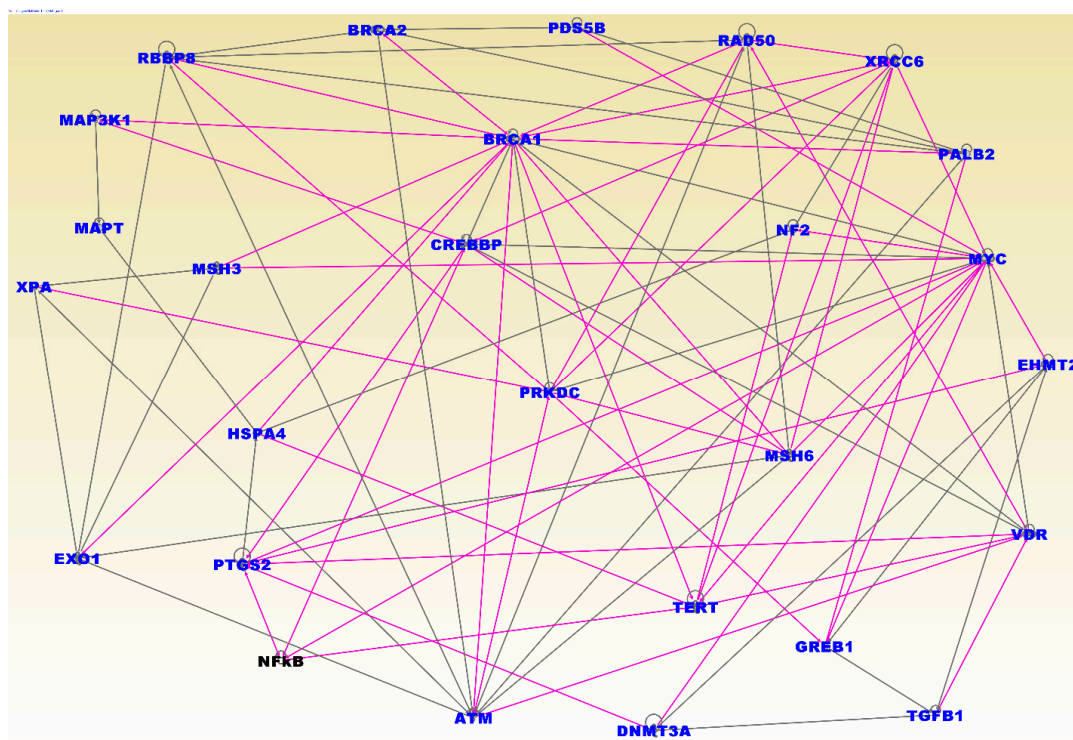 BRCA2
PDS5B
RAD50
RBBP8
XRCC6
MAP3K1
BRCA1
PALB2
MAPT
CREBBP
NF2
MSH3
MYC
XPA
EHMT2
PRKDC
HSPA4
MSH6
EXO1
PTGS2
VDR
TERT
GREB1
NFkB
ATM
DNMT3A
TGFB1